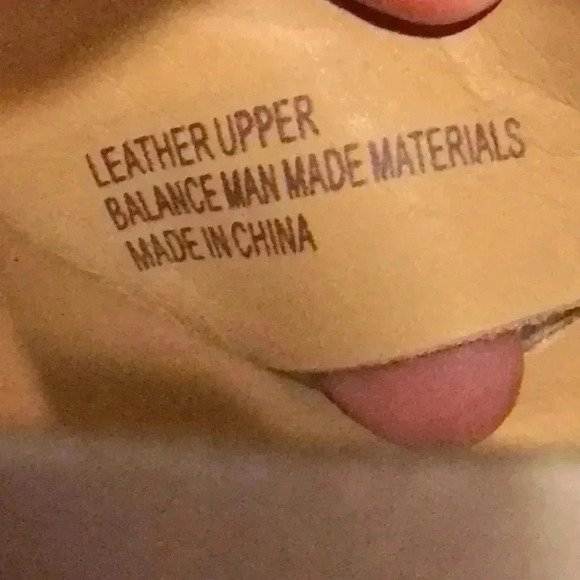 LEATHER UPPER
BALANCE MAN MADE MATERIALS
MADE IN CHINA